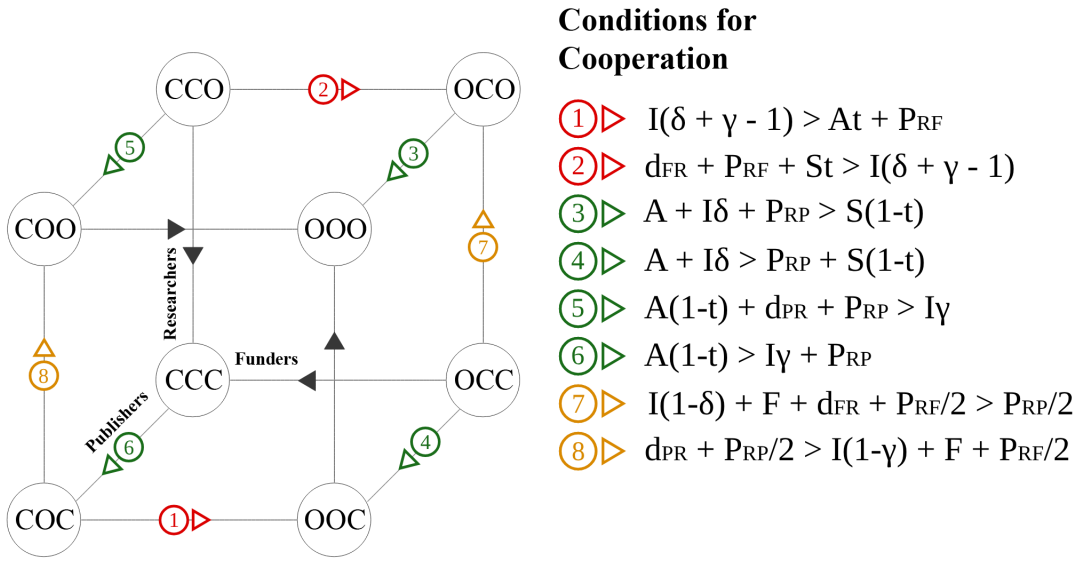 Conditions for
Cooperation
CCO
2
OCO
5
3
COO
OOO
7
Researchers
8
CCC
Funders
OCC
Publishers
6
4
COC
1
OOC
1 I(δ + γ - 1) > At + PRF
2 dFR + PRF + St > I(δ + γ - 1)
3 A + Iδ + PRP > S(1-t)
4 A + Iδ > PRP + S(1-t)
5 A(1-t) + dPR + PRP > Iγ
6 A(1-t) > Iγ + PRP
7 I(1-δ) + F + dFR + PRF/2 > PRP/2
8 dPR + PRP/2 > I(1-γ) + F + PRF/2